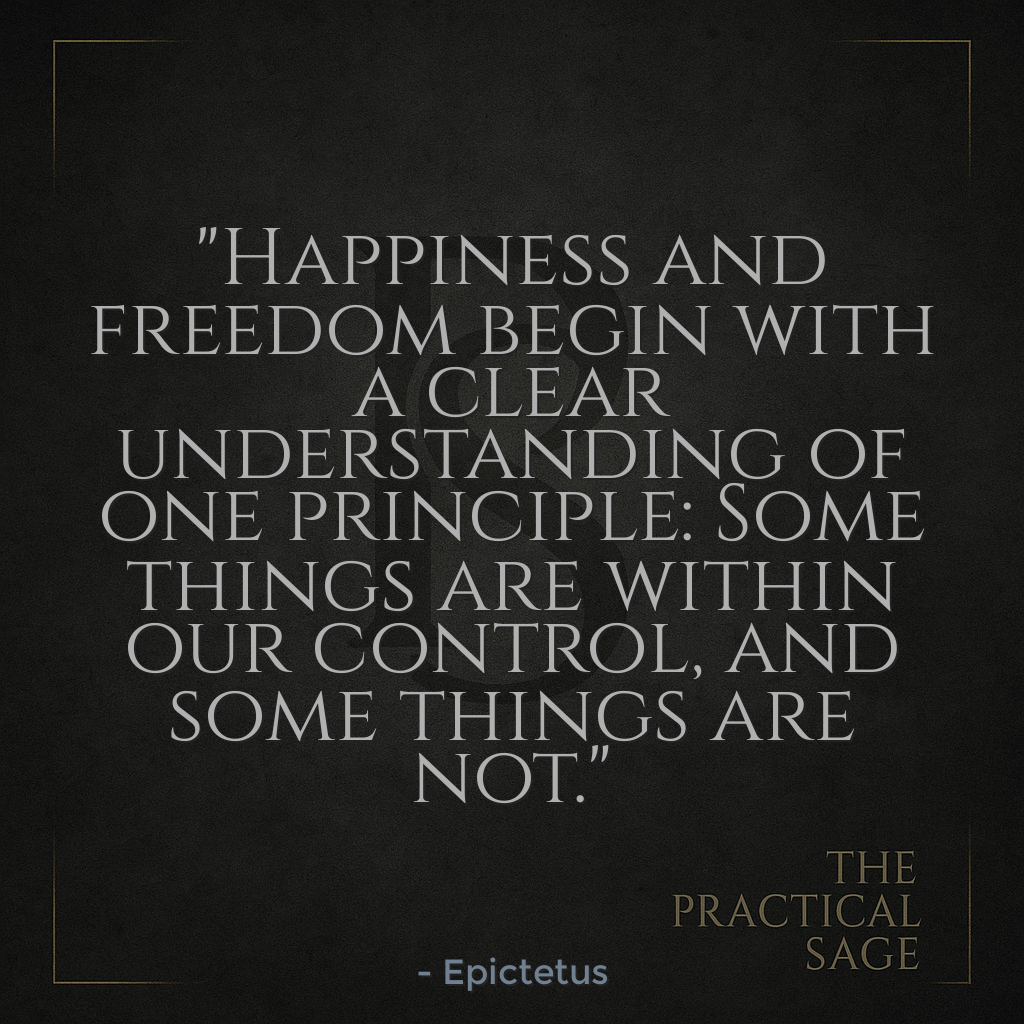 "Happiness and
freedom begin with
a clear
understanding of
one principle: Some
things are within
our control, and
some things are
not."
THE
PRACTICAL
SAGE
- Epictetus